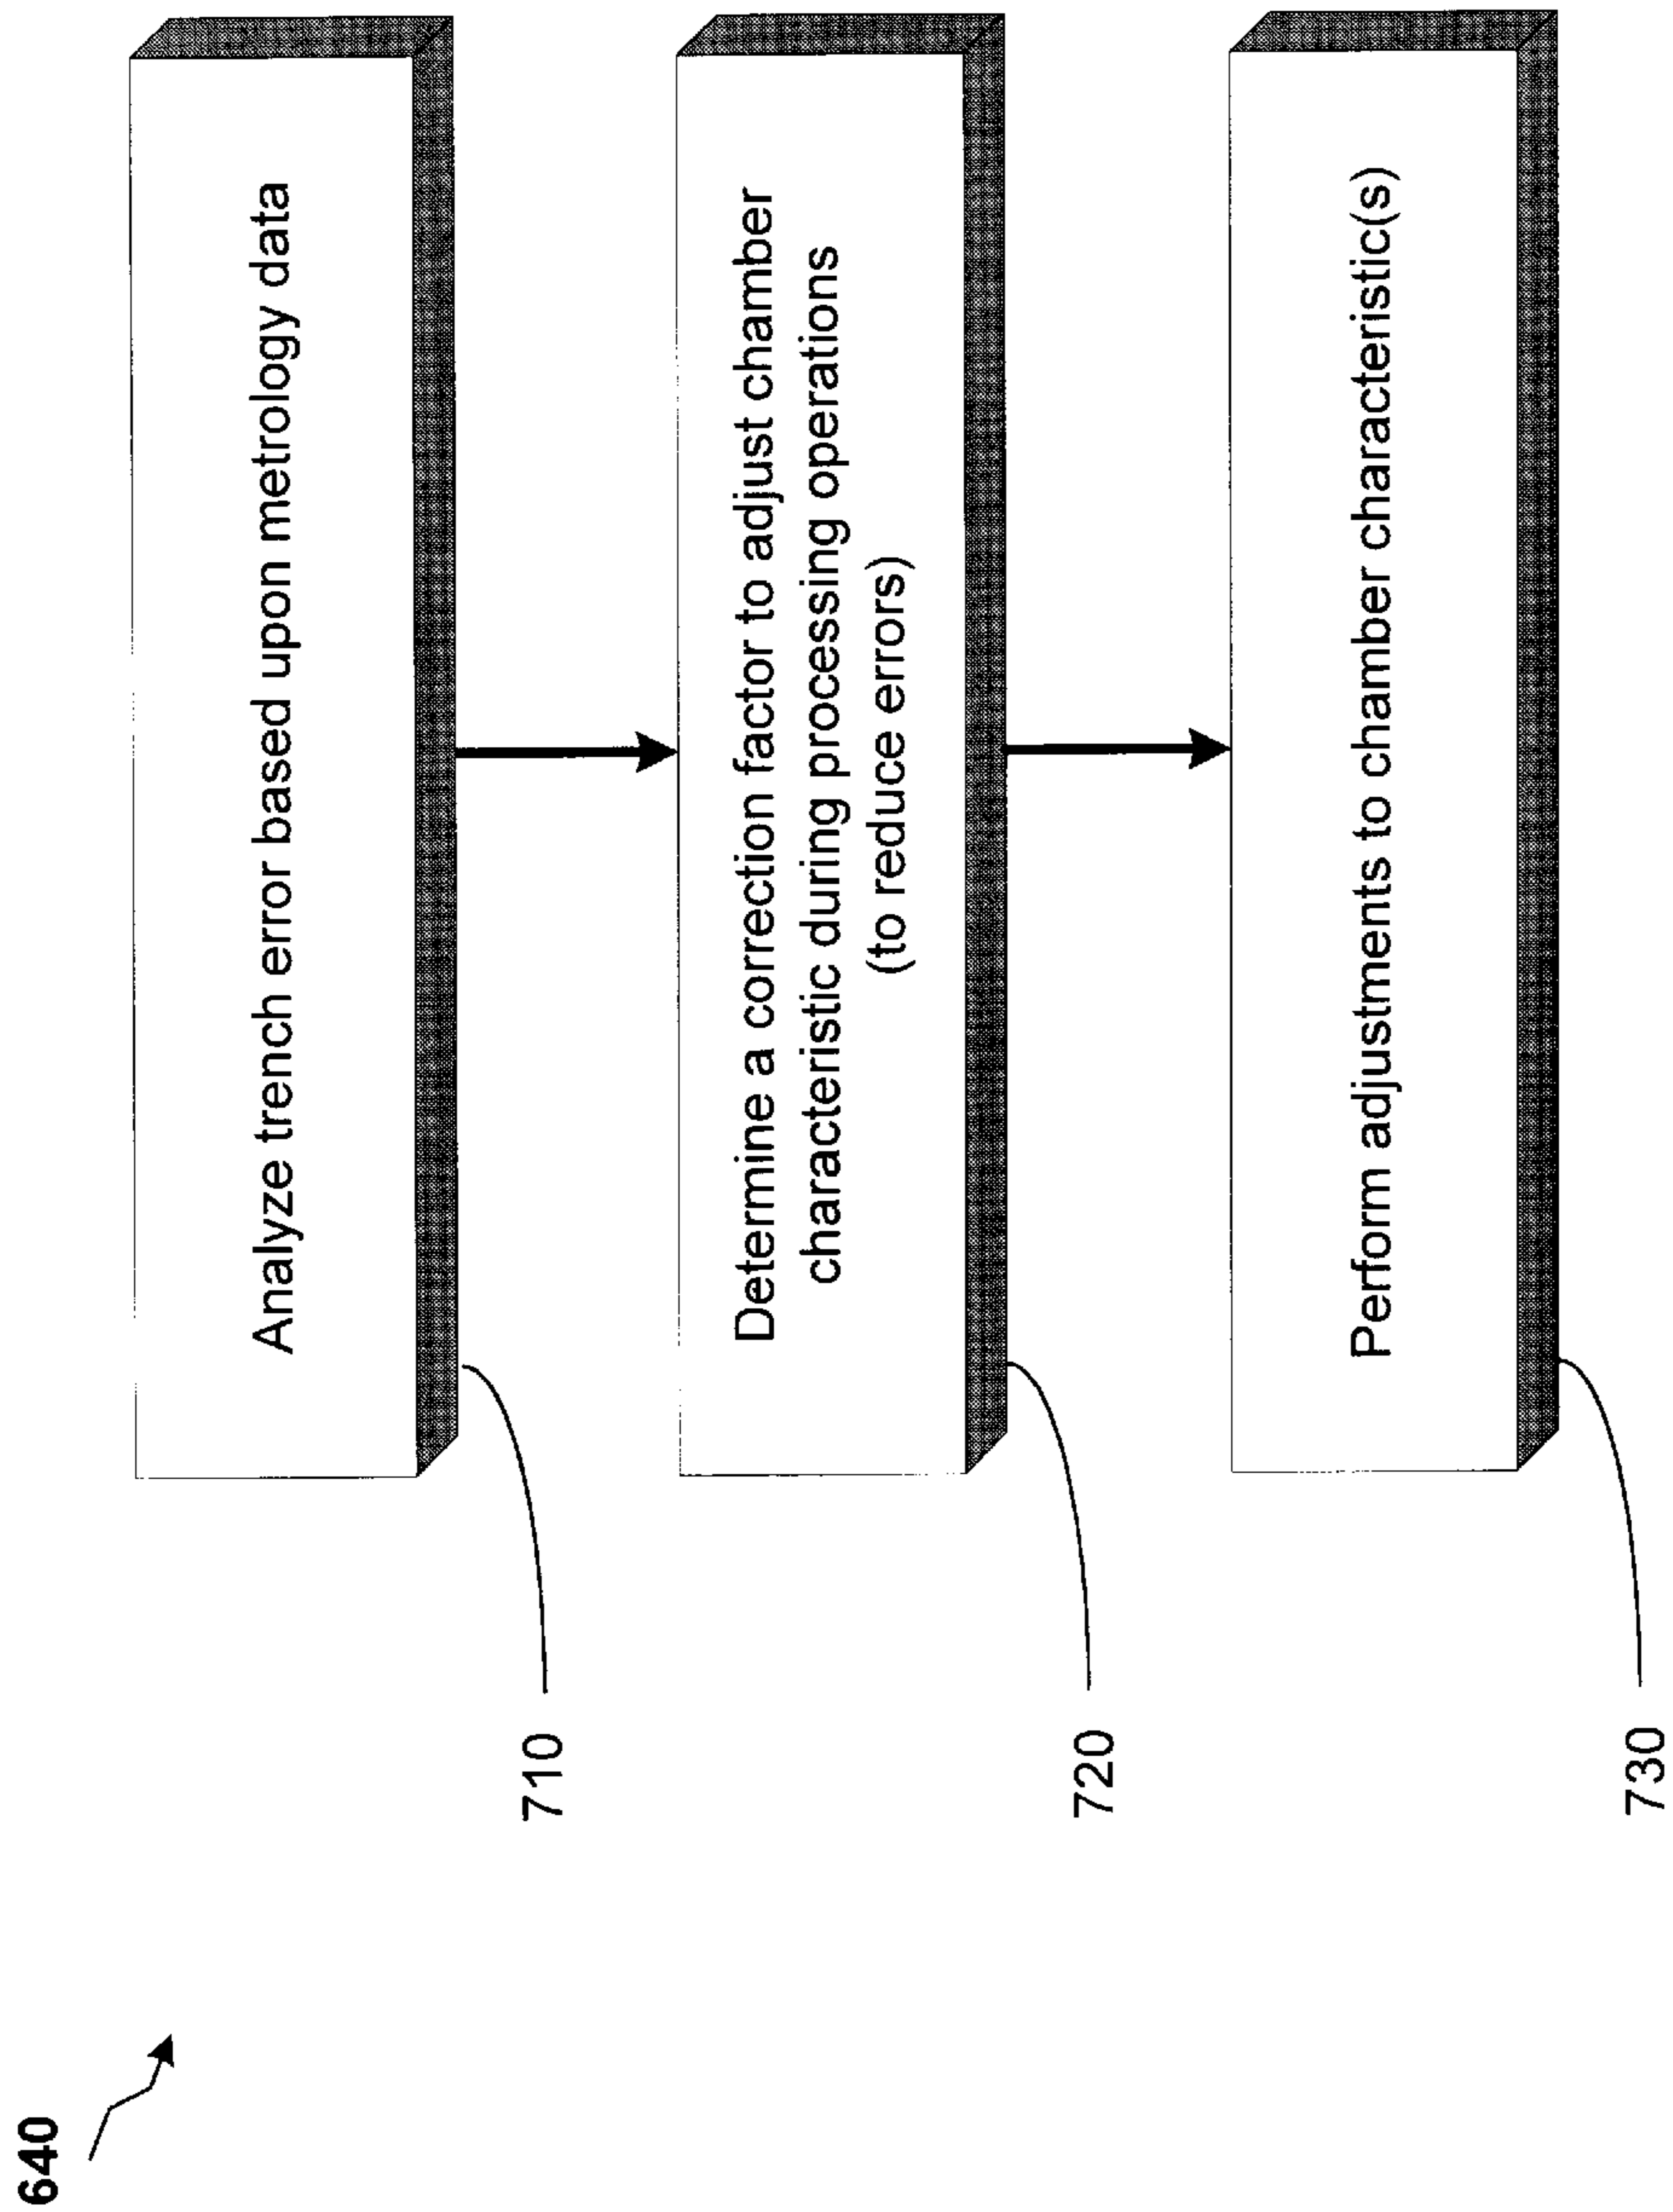 640
Analyze trench error based upon metrology data
710
Determine a correction factor to adjust chamber
characteristic during processing operations
(to reduce errors)
720
Perform adjustments to chamber characteristic(s)
730